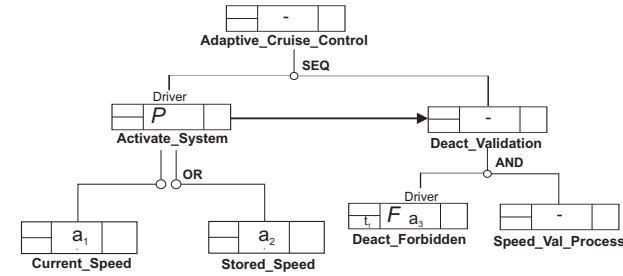 -
Adaptive_Cruise_Control
SEQ
Driver
P
Activate_System
-
Deact_Validation
OR
AND
Driver
a1
Current_Speed
a2
Stored_Speed
t1 F a3
Deact_Forbidden
-
Speed_Val_Process